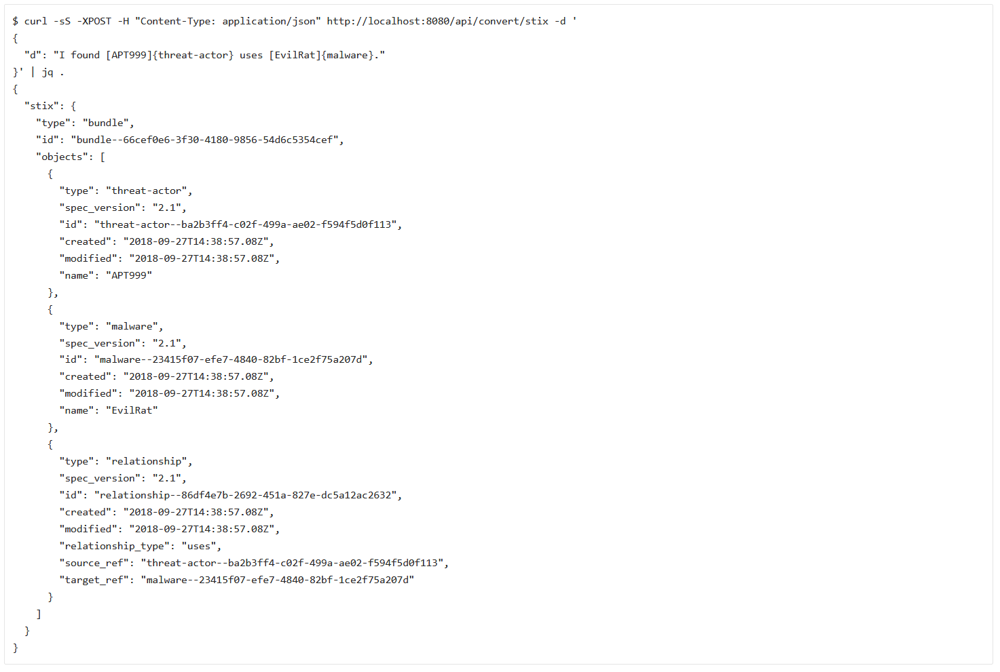 $ curl -sS -XPOST -H "Content-Type: application/json" http://localhost:8080/api/convert/stix -d '
{
  "d": "I found [APT999]{threat-actor} uses [EvilRat]{malware}."
}' | jq .
{
  "stix": {
    "type": "bundle",
    "id": "bundle--66cef0e6-3f30-4180-9856-54d6c5354cef",
    "objects": [
      {
        "type": "threat-actor",
        "spec_version": "2.1",
        "id": "threat-actor--ba2b3ff4-c02f-499a-ae02-f594f5d0f113",
        "created": "2018-09-27T14:38:57.08Z",
        "modified": "2018-09-27T14:38:57.08Z",
        "name": "APT999"
      },
      {
        "type": "malware",
        "spec_version": "2.1",
        "id": "malware--23415f07-efe7-4840-82bf-1ce2f75a207d",
        "created": "2018-09-27T14:38:57.08Z",
        "modified": "2018-09-27T14:38:57.08Z",
        "name": "EvilRat"
      },
      {
        "type": "relationship",
        "spec_version": "2.1",
        "id": "relationship--86df4e7b-2692-451a-827e-dc5a12ac2632",
        "created": "2018-09-27T14:38:57.08Z",
        "modified": "2018-09-27T14:38:57.08Z",
        "relationship_type": "uses",
        "source_ref": "threat-actor--ba2b3ff4-c02f-499a-ae02-f594f5d0f113",
        "target_ref": "malware--23415f07-efe7-4840-82bf-1ce2f75a207d"
      }
    ]
  }
}